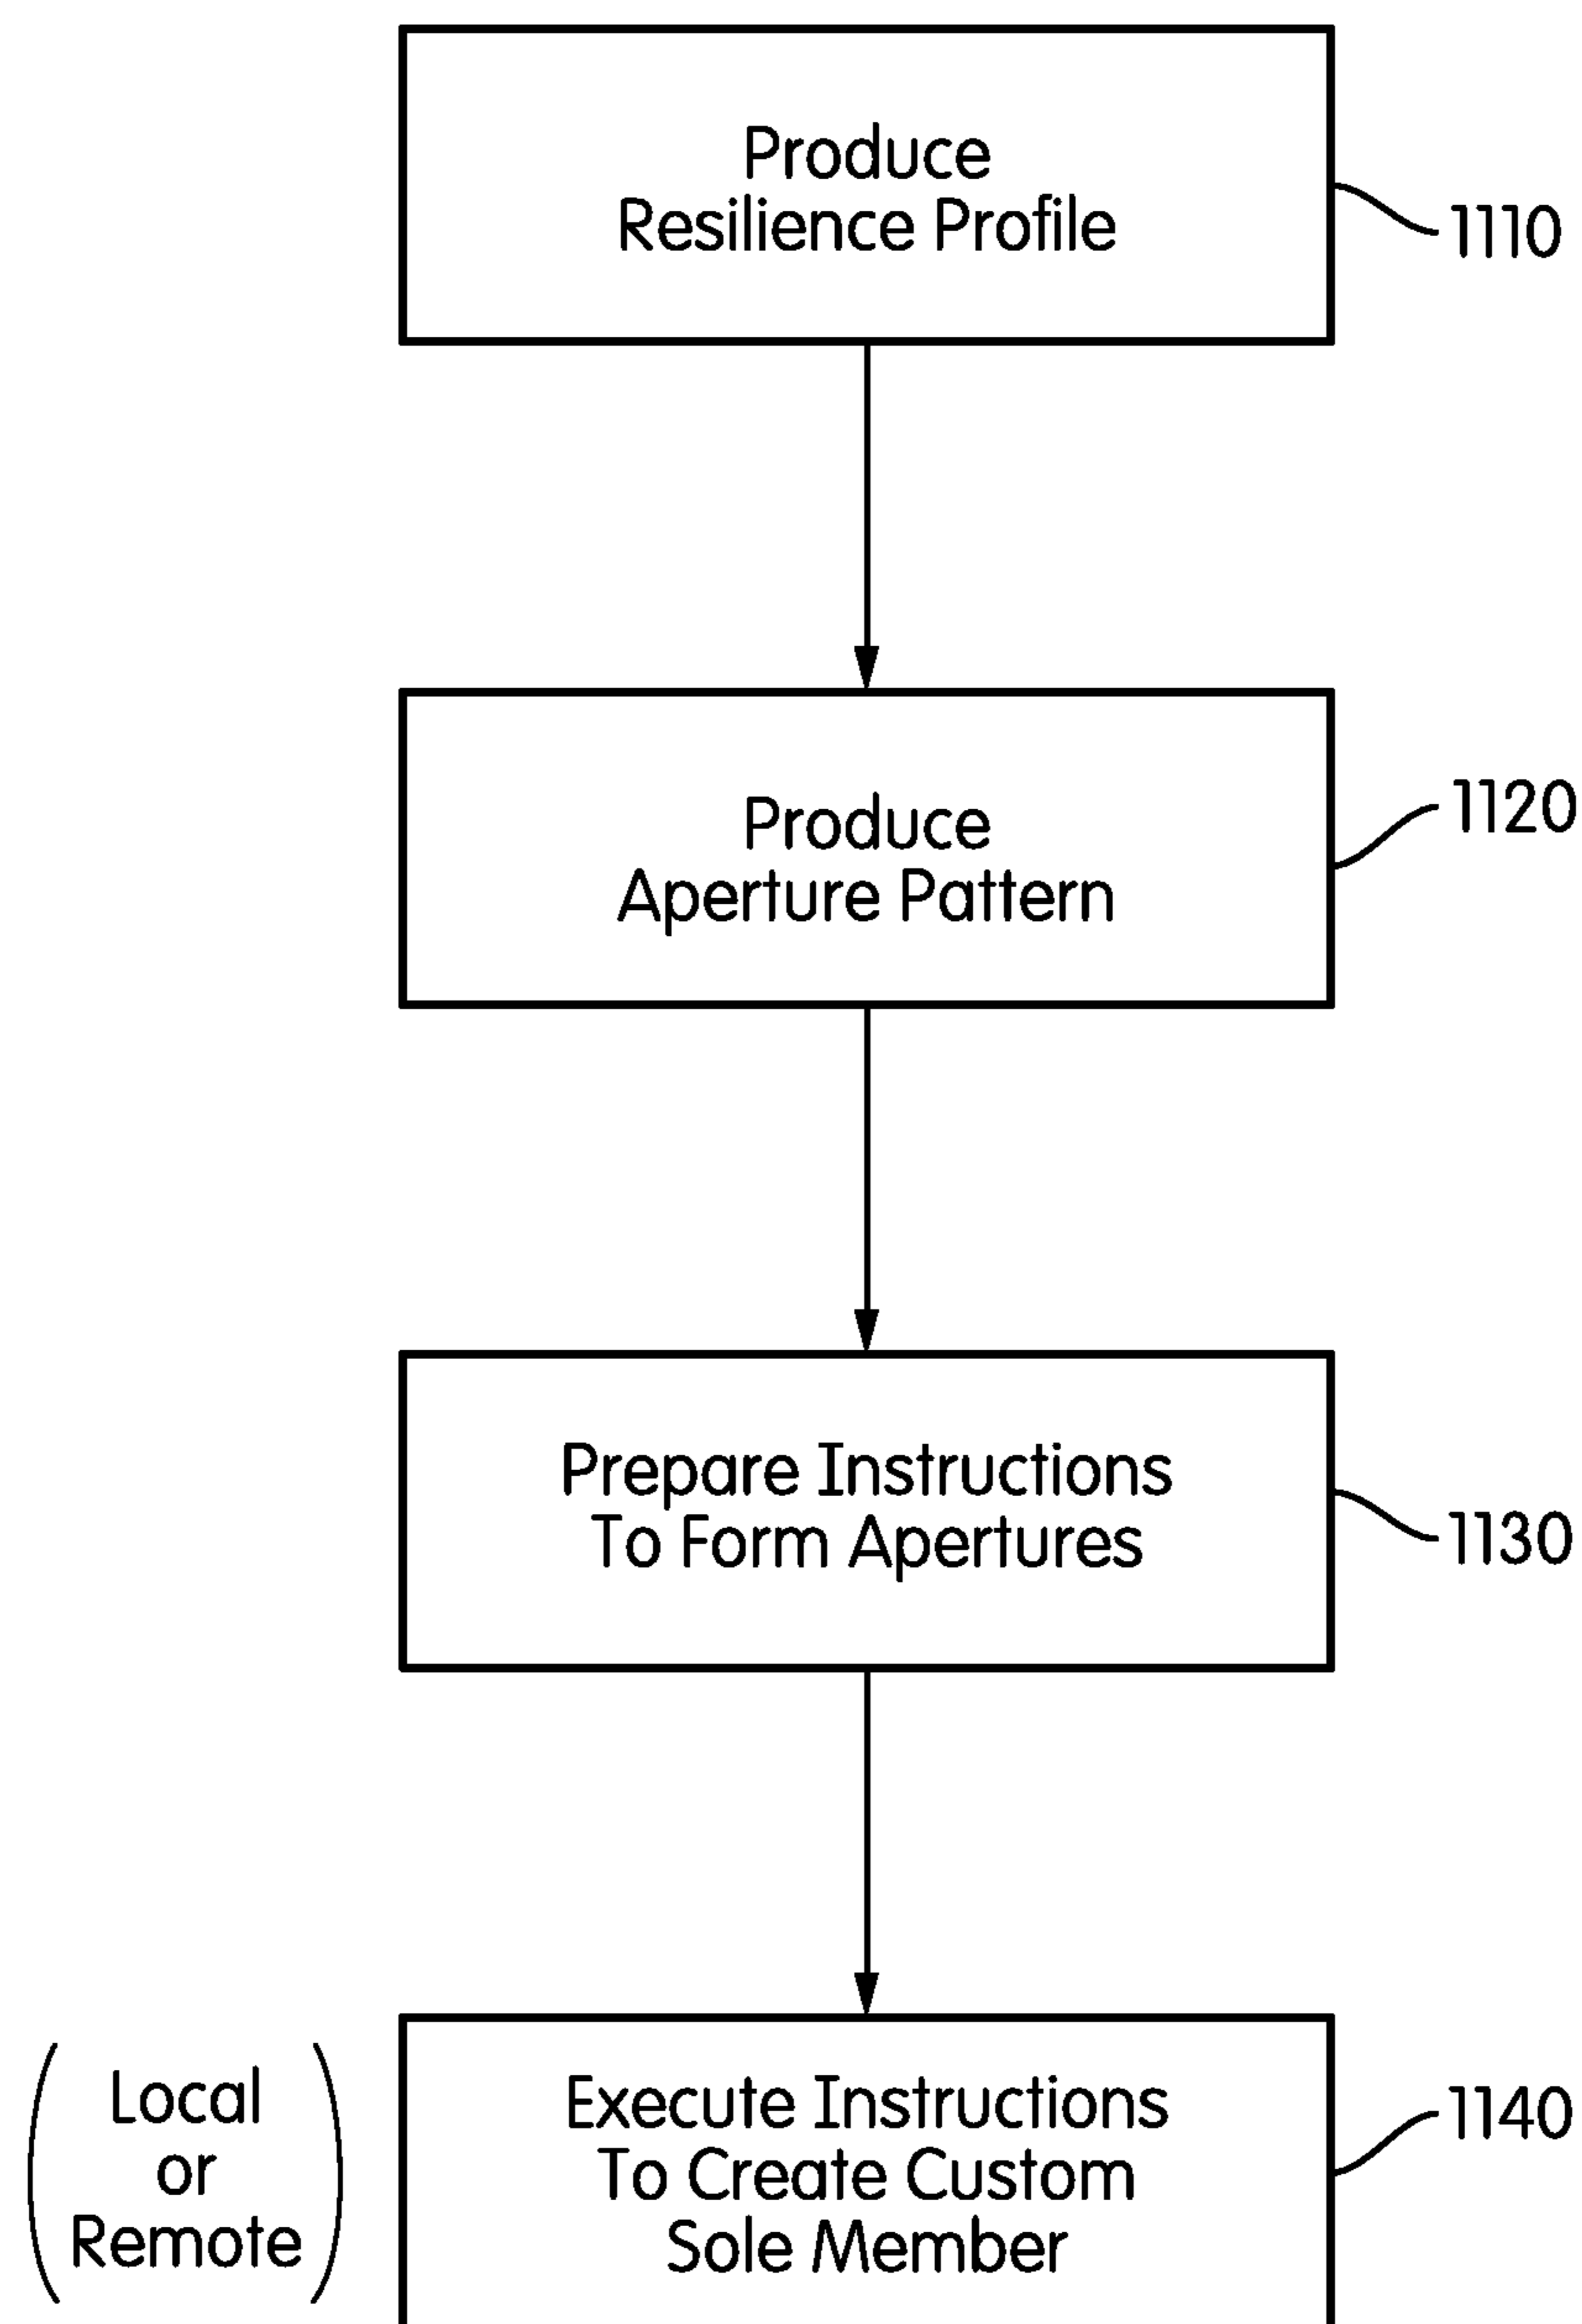 Produce
Resilience Profile
1110
Produce
Aperture Pattern
1120
Prepare Instructions
To Form Apertures
1130
Local
or
Remote
Execute Instructions
To Create Custom
Sole Member
1140